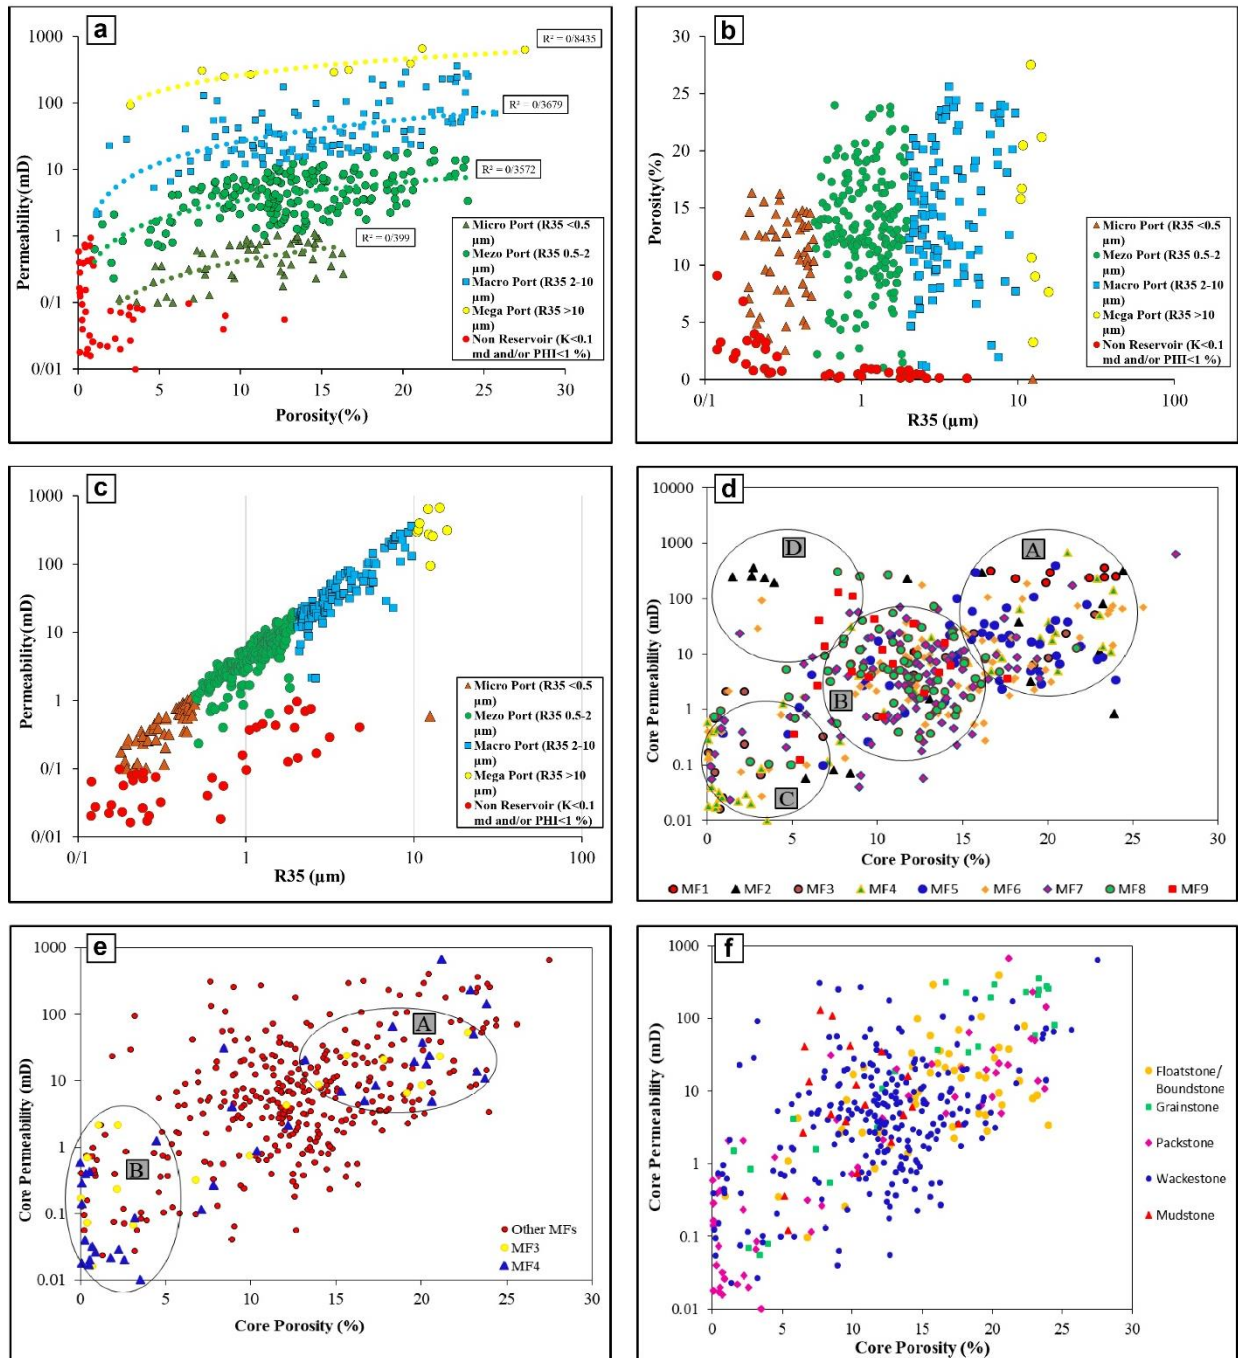 a
1000
100
10
1
0/1
0/01
0 5 10 15 20 25 30
Permeability(mD)
Porosity(%)
R² = 0/8435
R² = 0/3679
R² = 0/3572
R² = 0/399
Micro Port (R35 <0.5
µm)
Mezo Port (R35 0.5-2
µm)
Macro Port (R35 2-10
µm)
Mega Port (R35 >10
µm)
Non Reservoir (K<0.1
md and/or PHI<1 %)
b
30%
25%
20%
15%
10%
5%
0%
0/1 1 10 100
Porosity(%)
R35 (µm)
Micro Port (R35 <0.5
µm)
Mezo Port (R35 0.5-2
µm)
Macro Port (R35 2-10
µm)
Mega Port (R35 >10
µm)
Non Reservoir (K<0.1
md and/or PHI<1 %)
c
1000
100
10
1
0/1
0/01
0/1 1 10 100
Permeability(mD)
R35 (µm)
Micro Port (R35 <0.5
µm)
Mezo Port (R35 0.5-2
µm)
Macro Port (R35 2-10
µm)
Mega Port (R35 >10
µm)
Non Reservoir (K<0.1
md and/or PHI<1 %)
d
10000
1000
100
10
1
0.1
0.01
0 5 10 15 20 25 30
Core Permeability (mD)
Core Porosity (%)
D
A
B
C
MF1 MF2 MF3 MF4 MF5 MF6 MF7 MF8 MF9
e
1000
100
10
1
0.1
0.01
0 5 10 15 20 25 30
Core Permeability (mD)
Core Porosity (%)
A
B
Other MFs
MF3
MF4
f
1000
100
10
1
0.1
0.01
0 5 10 15 20 25 30
Core Permeability (mD)
Core Porosity (%)
Floatstone/
Boundstone
Grainstone
Packstone
Wackestone
Mudstone